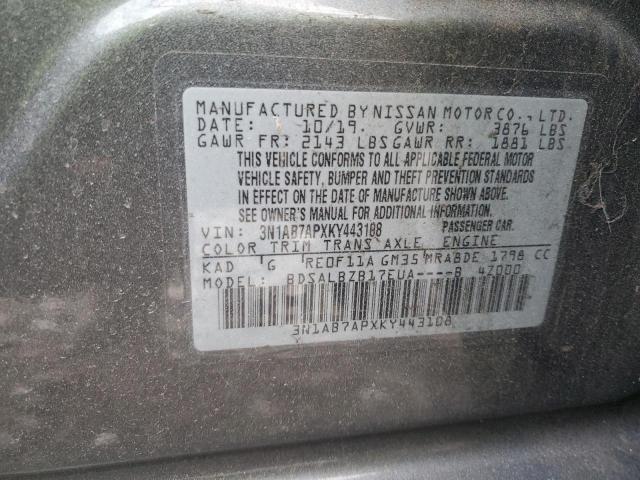 MANUFACTURED BY NISSAN MOTOR CO., LTD.
DATE: 10/19. GVWR: 3876 LBS
GAWR FR: 2143 LBS GAWR RR: 1881 LBS
THIS VEHICLE CONFORMS TO ALL APPLICABLE FEDERAL MOTOR
VEHICLE SAFETY, BUMPER AND THEFT PREVENTION STANDARDS
IN EFFECT ON THE DATE OF MANUFACTURE SHOWN ABOVE.
SEE OWNER'S MANUAL FOR ADDITIONAL INFORMATION.
VIN: 3N1AB7APXKY443108 PASSENGER CAR.
COLOR TRIM TRANS AXLE ENGINE
KAD G RE0F11A GM35 MRA8DE 1798 CC
MODEL: BDSALBZB17EUA----B 4Z000
3N1AB7APXKY443108